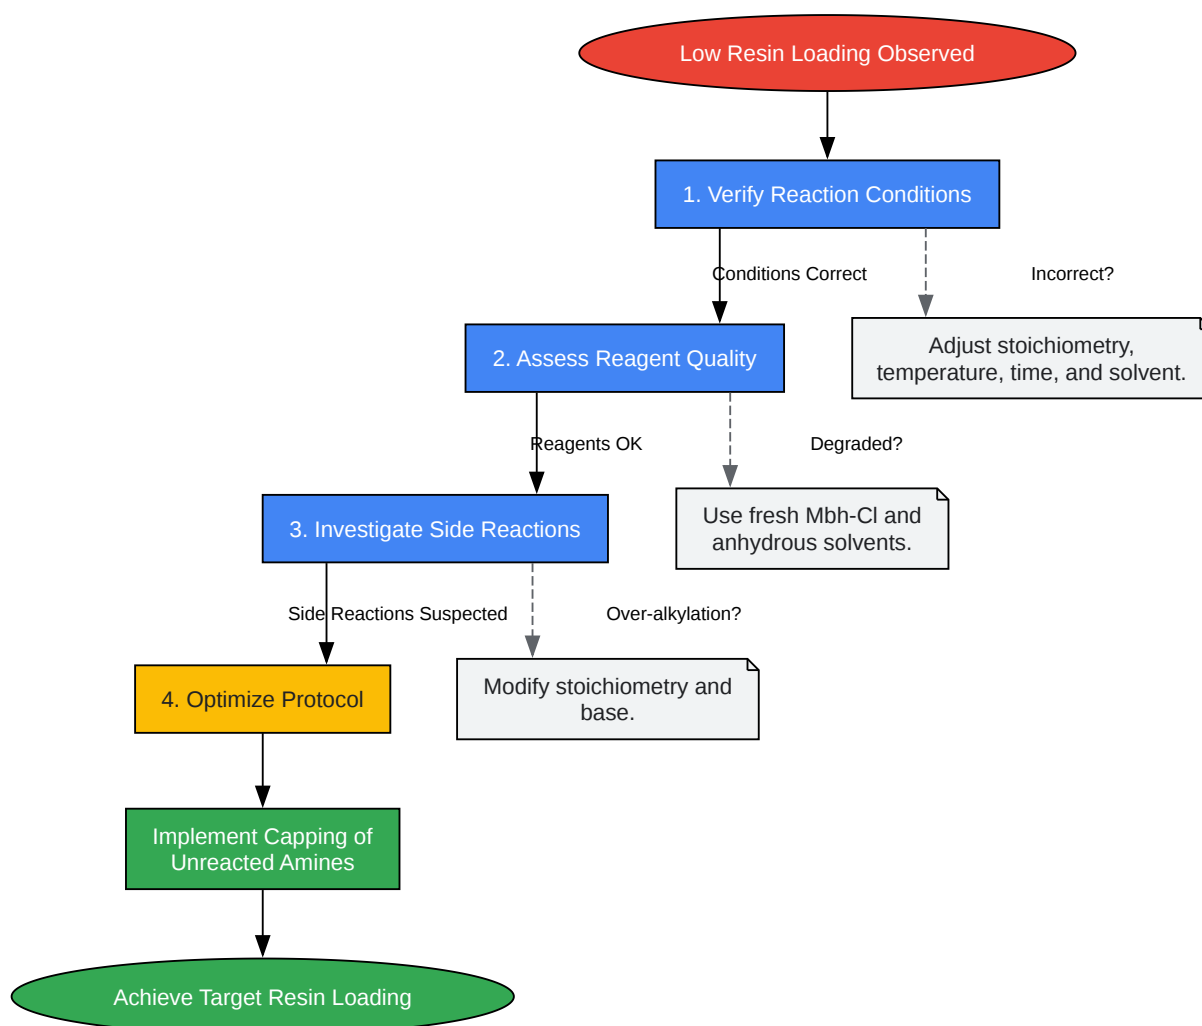 Low Resin Loading Observed
1. Verify Reaction Conditions
Conditions Correct
Incorrect?
2. Assess Reagent Quality
Adjust stoichiometry,
temperature, time, and solvent.
Reagents OK
Degraded?
3. Investigate Side Reactions
Use fresh Mbh-Cl and
anhydrous solvents.
Side Reactions Suspected
Over-alkylation?
4. Optimize Protocol
Modify stoichiometry and
base.
Implement Capping of
Unreacted Amines
Achieve Target Resin Loading